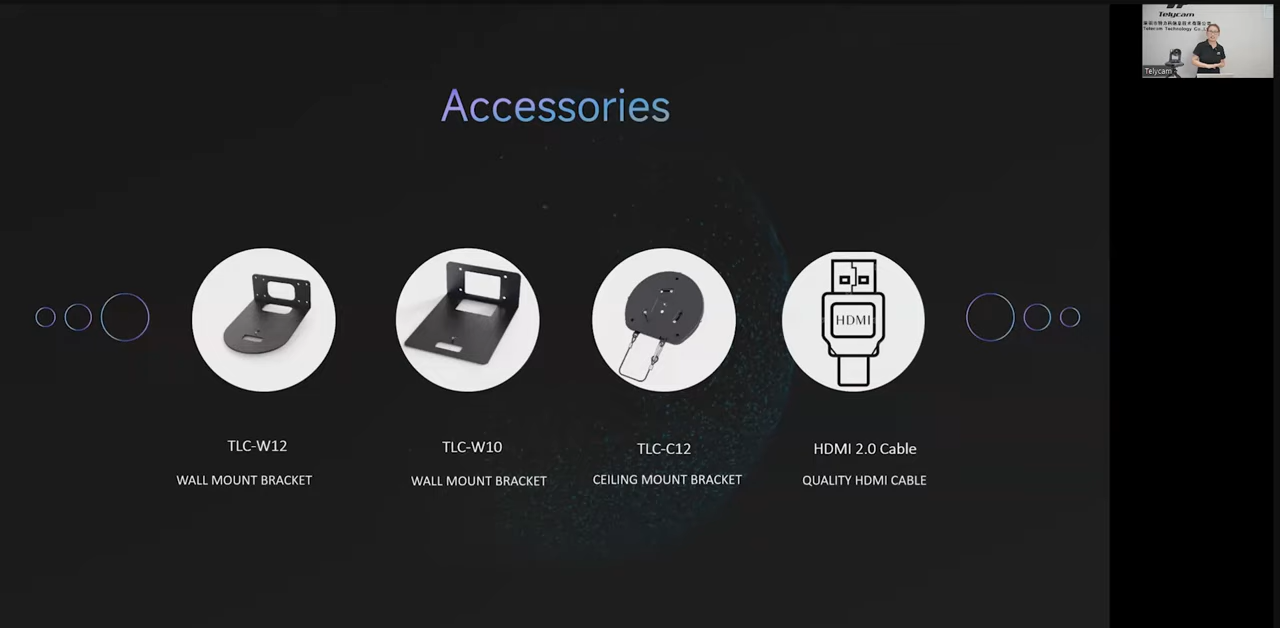 Accessories
HDMI
TLC-W12
WALL MOUNT BRACKET
TLC-W10
WALL MOUNT BRACKET
TLC-C12
CEILING MOUNT BRACKET
HDMI 2.0 Cable
QUALITY HDMI CABLE
Telycam
Telycam